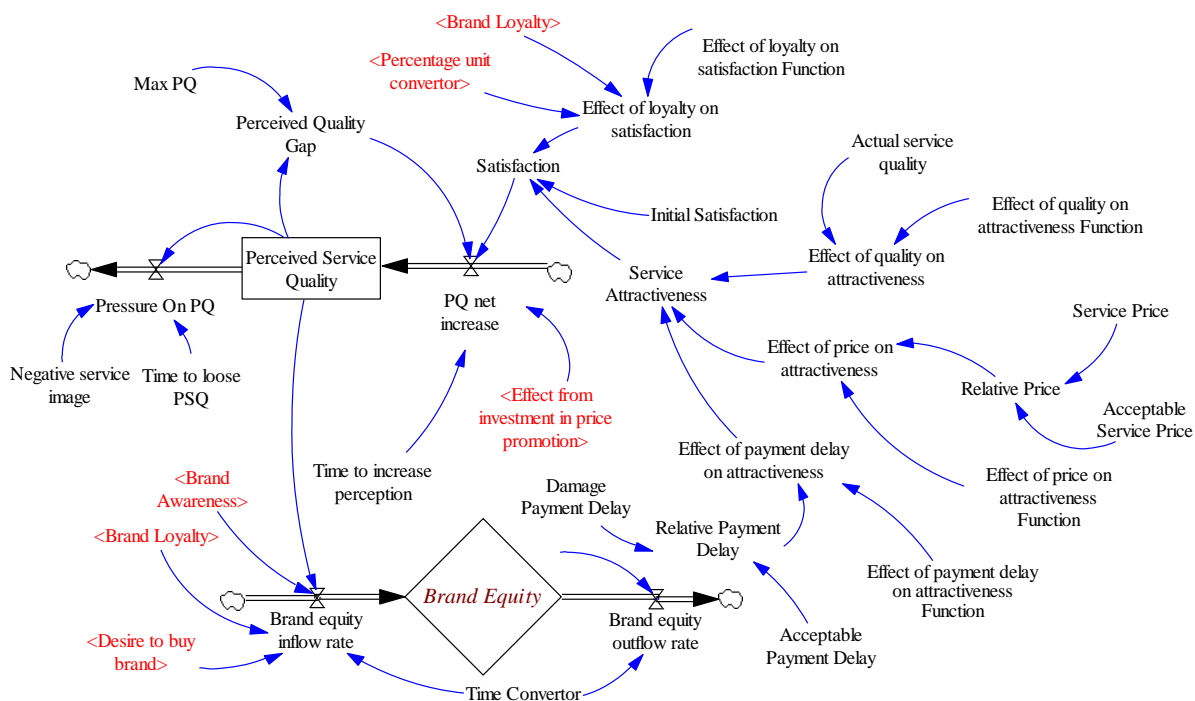 <Brand Loyalty>
Effect of loyalty on
satisfaction Function
<Percentage unit
convertor>
Max PQ
Effect of loyalty on
satisfaction
Perceived Quality
Gap
Actual service
quality
Satisfaction
Effect of quality on
attractiveness Function
Initial Satisfaction
Perceived Service
Quality
Effect of quality on
attractiveness
Service
Attractiveness
Pressure On PQ
PQ net
increase
Service Price
Effect of price on
attractiveness
Negative service
image
Time to loose
PSQ
Relative Price
<Effect from
investment in price
promotion>
Acceptable
Service Price
Effect of payment delay
on attractiveness
Time to increase
perception
Effect of price on
attractiveness
Function
<Brand
Awareness>
Damage
Payment Delay
<Brand Loyalty>
Relative Payment
Delay
Effect of payment delay
on attractiveness
Function
Brand Equity
Brand equity
inflow rate
Brand equity
outflow rate
<Desire to buy
brand>
Acceptable
Payment Delay
Time Convertor